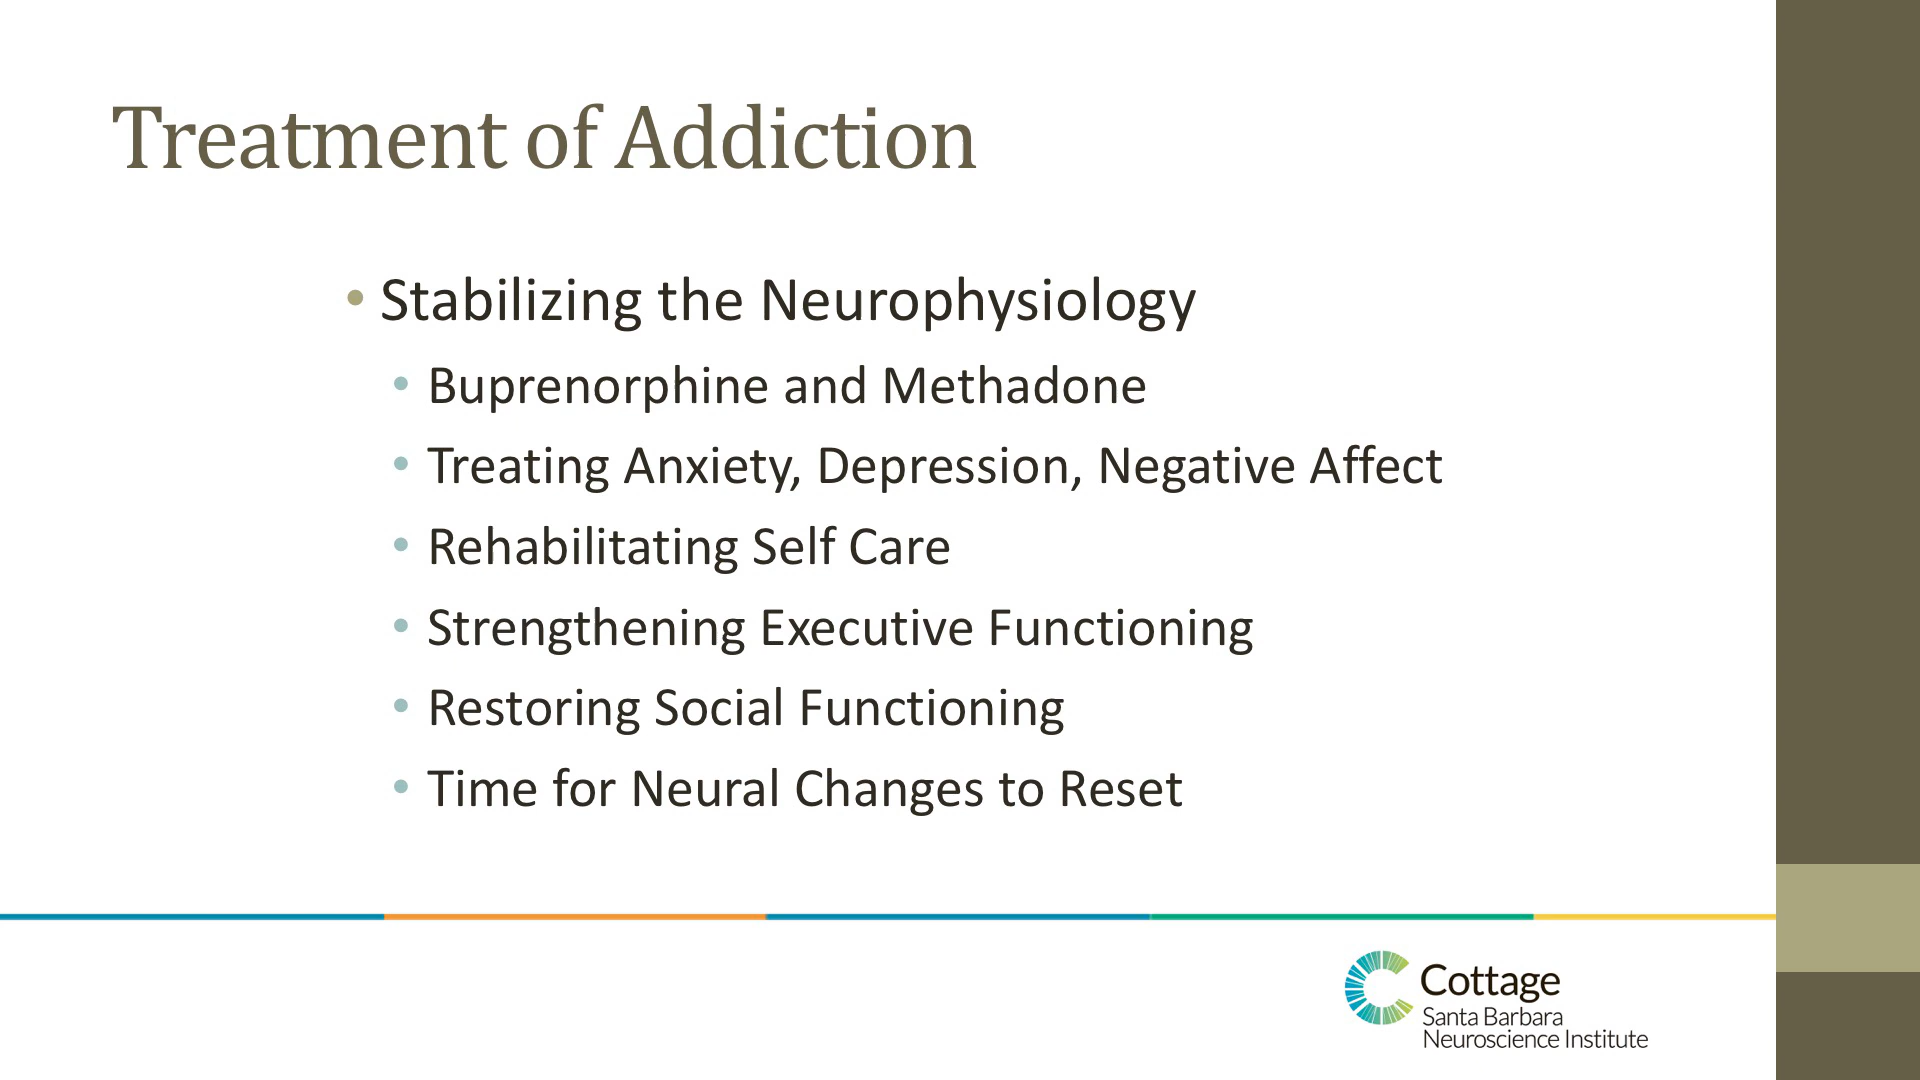 Treatment of Addiction
• Stabilizing the Neurophysiology
• Buprenorphine and Methadone
• Treating Anxiety, Depression, Negative Affect
• Rehabilitating Self Care
• Strengthening Executive Functioning
• Restoring Social Functioning
• Time for Neural Changes to Reset
Cottage
Santa Barbara
Neuroscience Institute